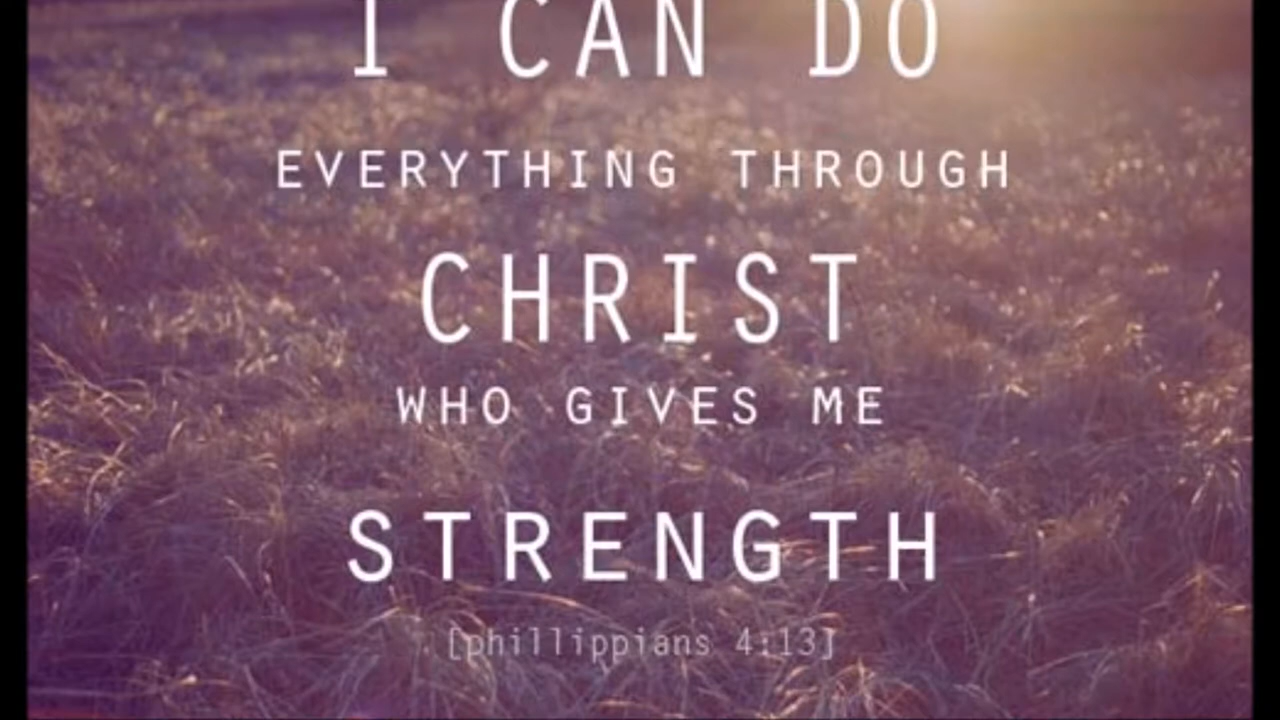 I CAN DO
EVERYTHING THROUGH
CHRIST
WHO GIVES ME
STRENGTH
[phillippians 4:13]